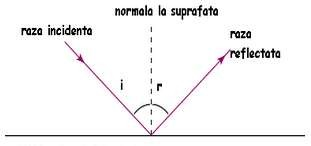 normala la suprafata
raza incidenta
raza
reflectata
i
r